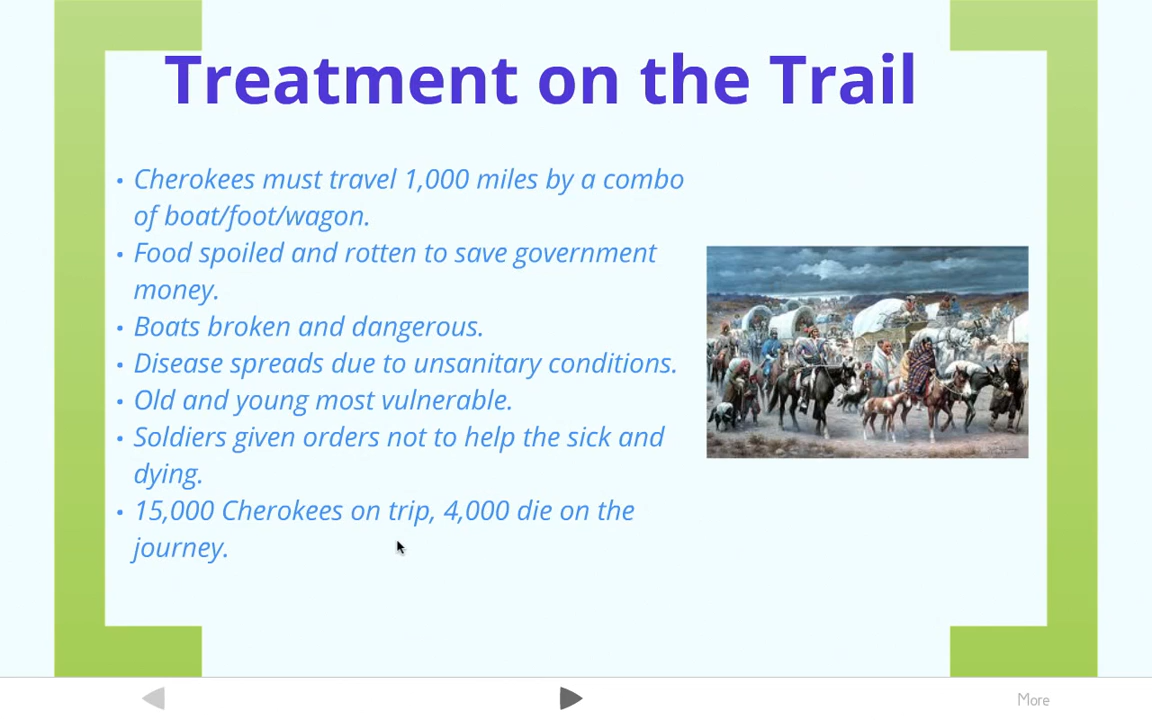 Treatment on the Trail
• Cherokees must travel 1,000 miles by a combo
of boat/foot/wagon.
• Food spoiled and rotten to save government
money.
• Boats broken and dangerous.
• Disease spreads due to unsanitary conditions.
• Old and young most vulnerable.
• Soldiers given orders not to help the sick and
dying.
• 15,000 Cherokees on trip, 4,000 die on the
journey.
More